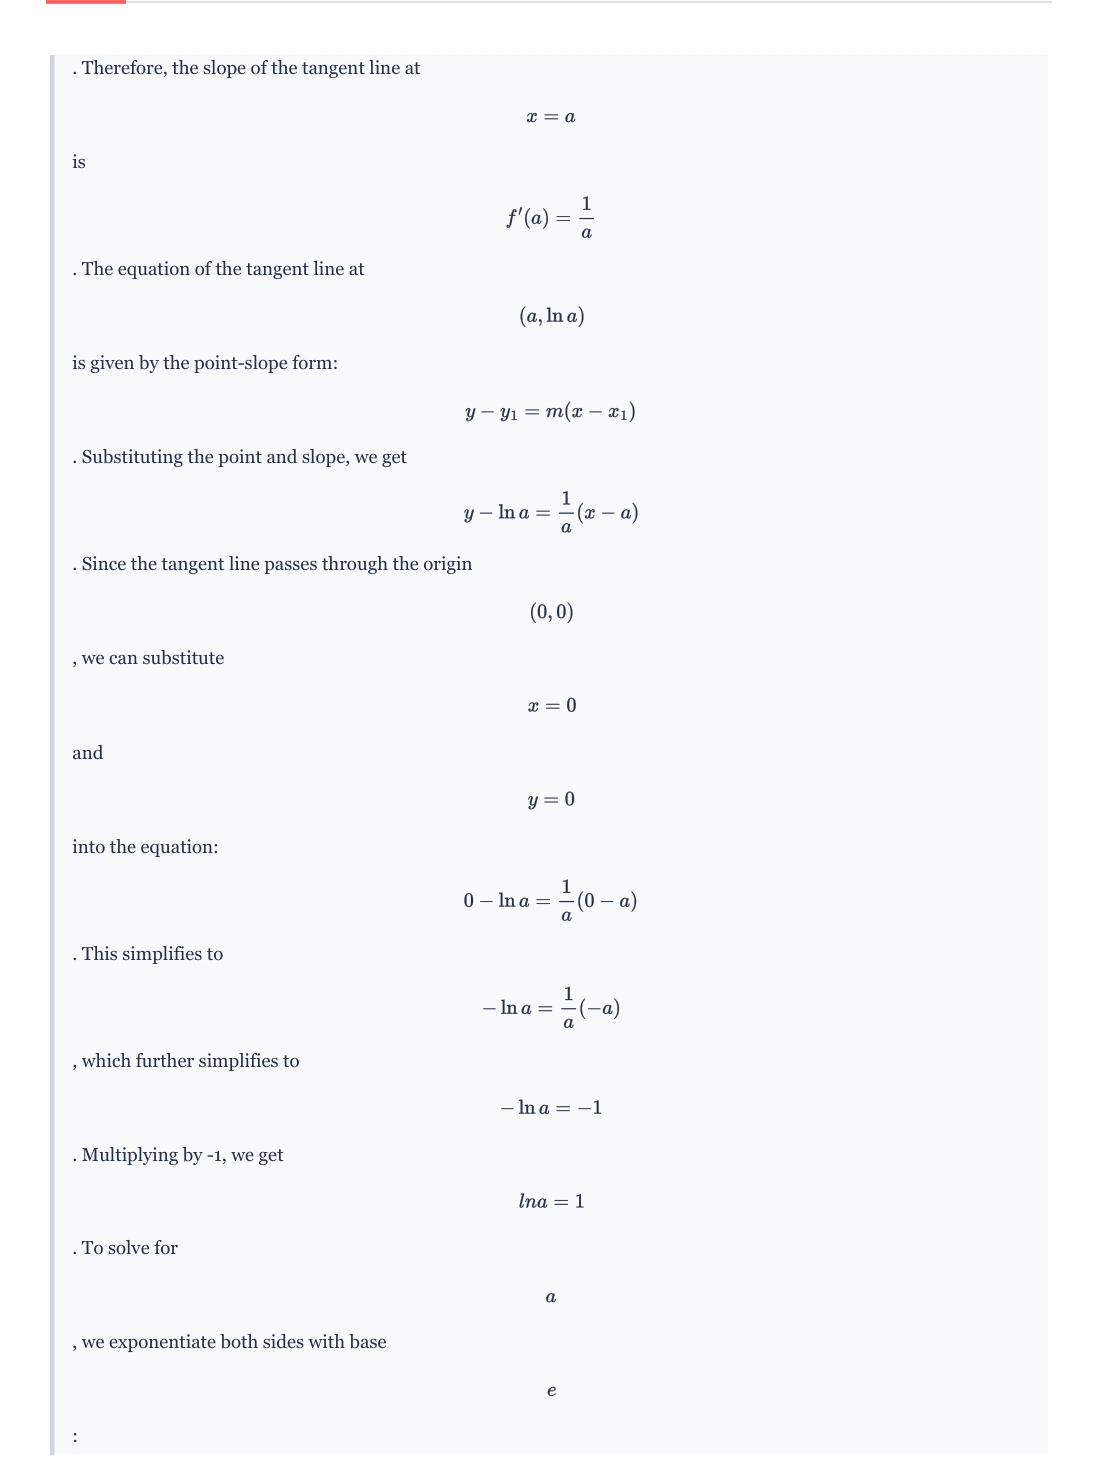 . Therefore, the slope of the tangent line at
x = a
is
f′(a) = 1/a
. The equation of the tangent line at
(a, ln a)
is given by the point-slope form:
y − y₁ = m(x − x₁)
. Substituting the point and slope, we get
y − ln a = 1/a (x − a)
. Since the tangent line passes through the origin
(0, 0)
, we can substitute
x = 0
and
y = 0
into the equation:
0 − ln a = 1/a (0 − a)
. This simplifies to
− ln a = 1/a (−a)
, which further simplifies to
− ln a = −1
. Multiplying by -1, we get
lna = 1
. To solve for
a
, we exponentiate both sides with base
e
: